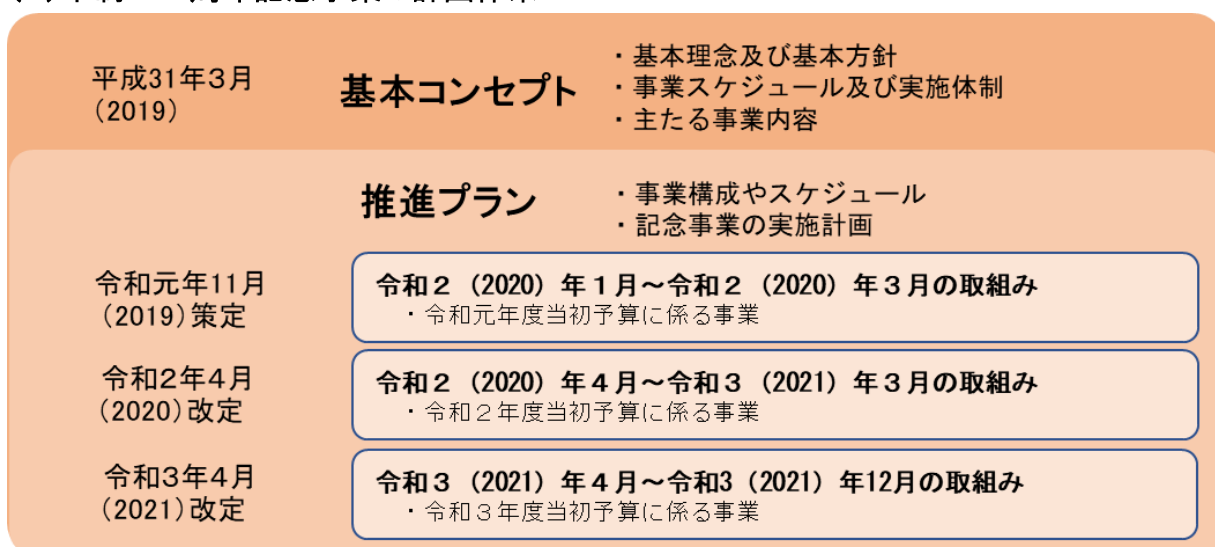 平成31年3月
（2019）
基本コンセプト
・基本理念及び基本方針
・事業スケジュール及び実施体制
・主たる事業内容
推進プラン
・事業構成やスケジュール
・記念事業の実施計画
令和元年11月
（2019）策定
令和２（2020）年１月～令和２（2020）年３月の取組み
・令和元年度当初予算に係る事業
令和2年4月
（2020）改定
令和２（2020）年４月～令和３（2021）年３月の取組み
・令和２年度当初予算に係る事業
令和3年4月
（2021）改定
令和３（2021）年４月～令和3（2021）年12月の取組み
・令和３年度当初予算に係る事業